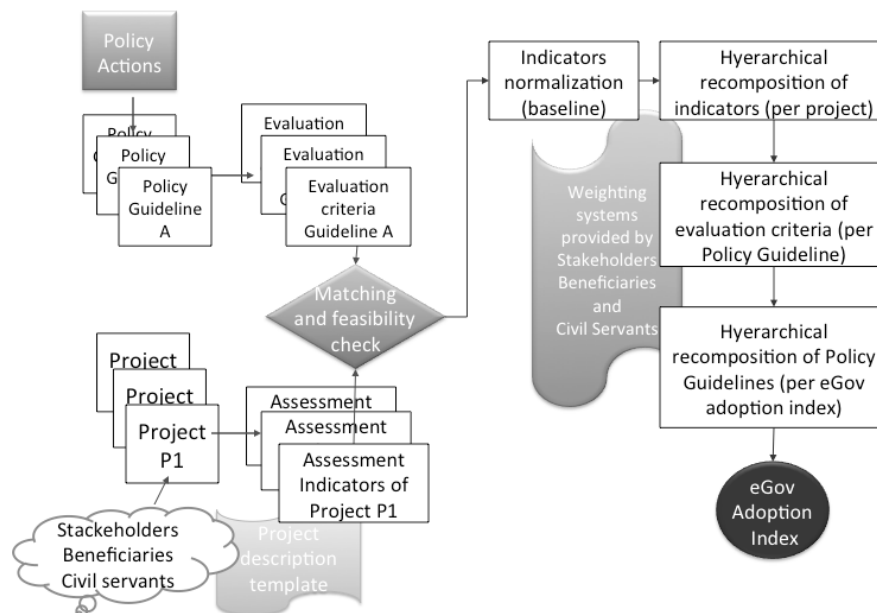 Policy
Actions
Policy
G
Policy
G
Policy
Guideline
A
Evaluation
Evaluation
Evaluation
criteria
Guideline A
Matching
and feasibility
check
Project
Project
Project
P1
Assessment
Assessment
Assessment
Indicators of
Project P1
Stackeholders
Beneficiaries
Civil servants
Project
description
template
Indicators
normalization
(baseline)
Hyerarchical
recomposition of
indicators (per project)
Weighting
systems
provided by
Stakeholders
Beneficiaries
and
Civil Servants
Hyerarchical
recomposition of
evaluation criteria (per
Policy Guideline)
Hyerarchical
recomposition of Policy
Guidelines (per eGov
adoption index)
eGov
Adoption
Index